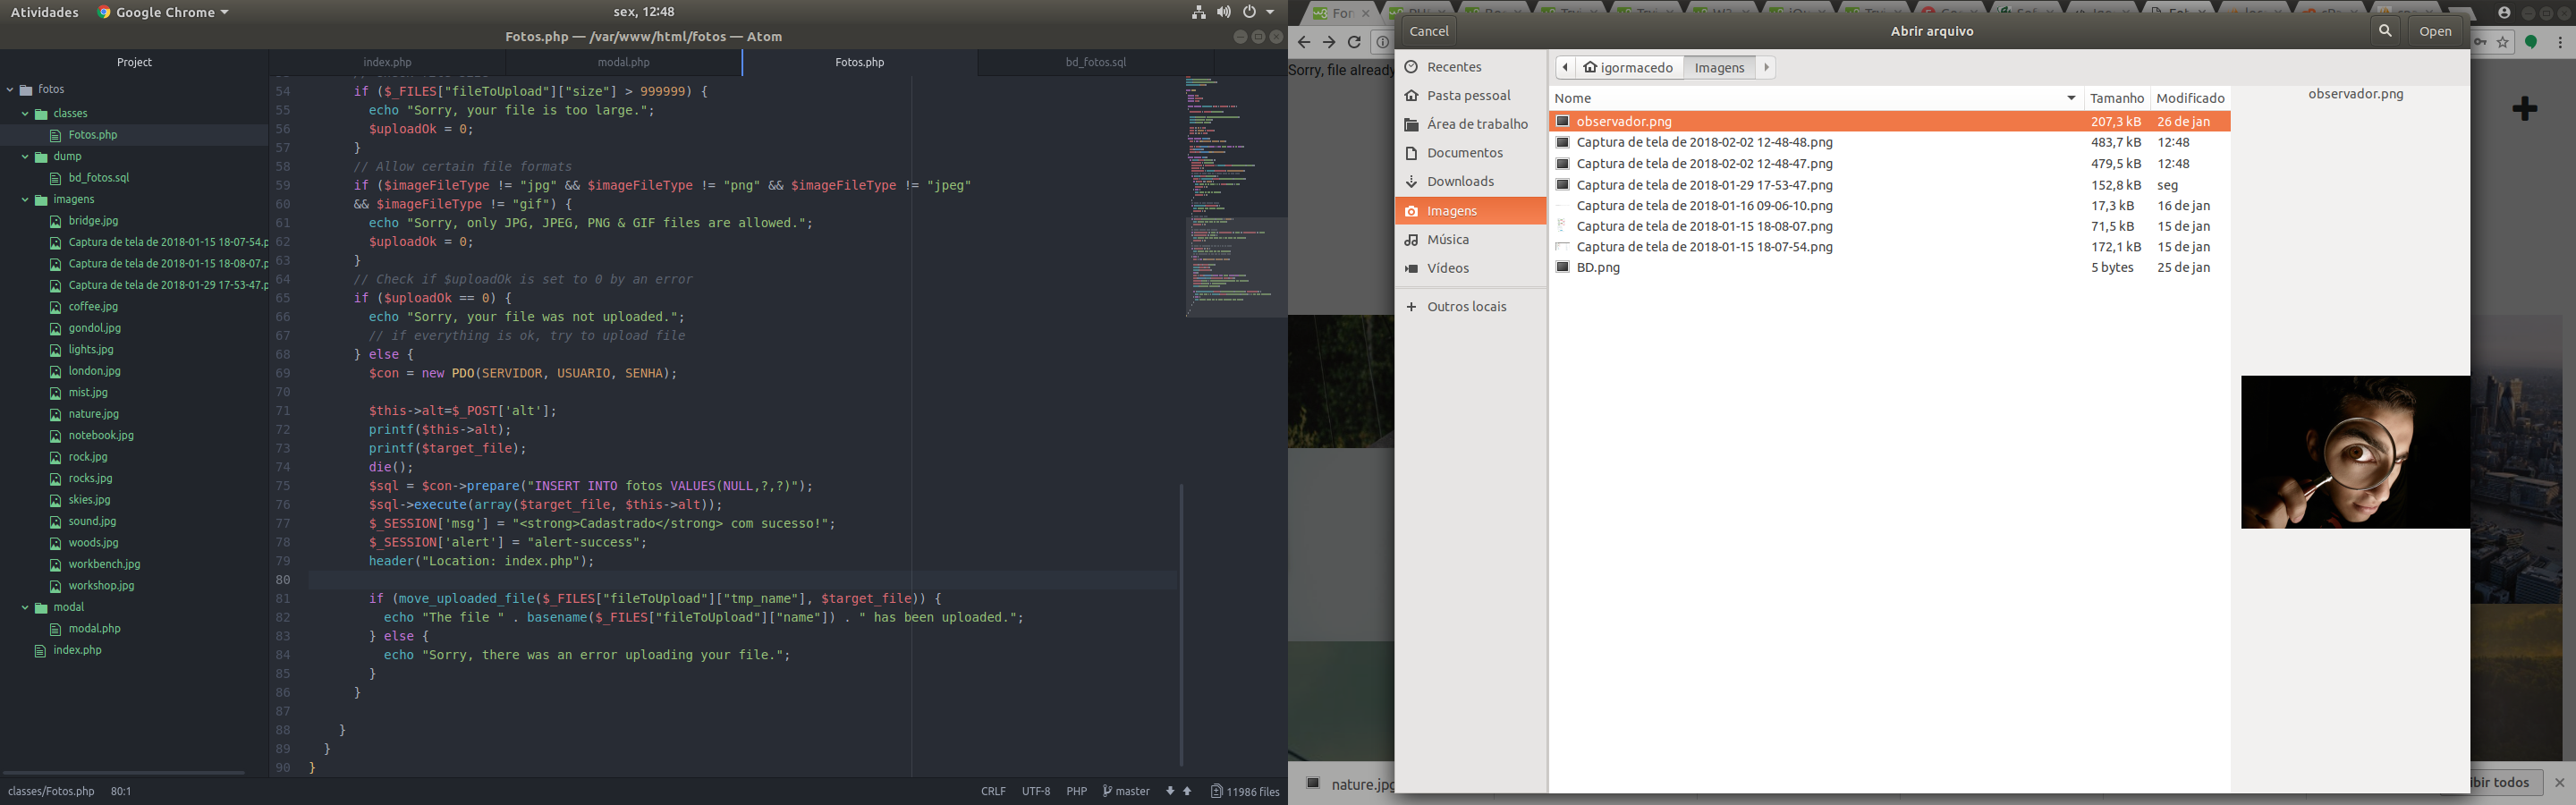 Atividades Google Chrome sex, 12:48
Fotos.php — /var/www/html/fotos — Atom
Project
index.php modal.php Fotos.php bd_fotos.sql
fotos
classes
Fotos.php
dump
bd_fotos.sql
imagens
bridge.jpg
Captura de tela de 2018-01-15 18-07-54.p
Captura de tela de 2018-01-15 18-08-07.p
Captura de tela de 2018-01-29 17-53-47.p
coffee.jpg
gondol.jpg
lights.jpg
london.jpg
mist.jpg
nature.jpg
notebook.jpg
rock.jpg
rocks.jpg
skies.jpg
sound.jpg
woods.jpg
workbench.jpg
workshop.jpg
modal
modal.php
index.php
54 if ($_FILES["fileToUpload"]["size"] > 999999) {
55 echo "Sorry, your file is too large.";
56 $uploadOk = 0;
57 }
58 // Allow certain file formats
59 if ($imageFileType != "jpg" && $imageFileType != "png" && $imageFileType != "jpeg"
60 && $imageFileType != "gif") {
61 echo "Sorry, only JPG, JPEG, PNG & GIF files are allowed.";
62 $uploadOk = 0;
63 }
64 // Check if $uploadOk is set to 0 by an error
65 if ($uploadOk == 0) {
66 echo "Sorry, your file was not uploaded.";
67 // if everything is ok, try to upload file
68 } else {
69 $con = new PDO(SERVIDOR, USUARIO, SENHA);
70
71 $this->alt=$_POST['alt'];
72 printf($this->alt);
73 printf($target_file);
74 die();
75 $sql = $con->prepare("INSERT INTO fotos VALUES(NULL,?,?)");
76 $sql->execute(array($target_file, $this->alt));
77 $_SESSION['msg'] = "<strong>Cadastrado</strong> com sucesso!";
78 $_SESSION['alert'] = "alert-success";
79 header("Location: index.php");
80
81 if (move_uploaded_file($_FILES["fileToUpload"]["tmp_name"], $target_file)) {
82 echo "The file " . basename($_FILES["fileToUpload"]["name"]) . " has been uploaded.";
83 } else {
84 echo "Sorry, there was an error uploading your file.";
85 }
86 }
87
88 }
89 }
90 }
classes/Fotos.php 80:1 CRLF UTF-8 PHP master 11986 files
Sorry, file already
Cancel Abrir arquivo Open
Recentes
Pasta pessoal
Área de trabalho
Documentos
Downloads
Imagens
Música
Vídeos
Outros locais
igormacedo Imagens
Nome Tamanho Modificado
observador.png 207,3 kB 26 de jan
Captura de tela de 2018-02-02 12-48-48.png 483,7 kB 12:48
Captura de tela de 2018-02-02 12-48-47.png 479,5 kB 12:48
Captura de tela de 2018-01-29 17-53-47.png 152,8 kB seg
Captura de tela de 2018-01-16 09-06-10.png 17,3 kB 16 de jan
Captura de tela de 2018-01-15 18-08-07.png 71,5 kB 15 de jan
Captura de tela de 2018-01-15 18-07-54.png 172,1 kB 15 de jan
BD.png 5 bytes 25 de jan
observador.png
nature.jpg
ibir todos